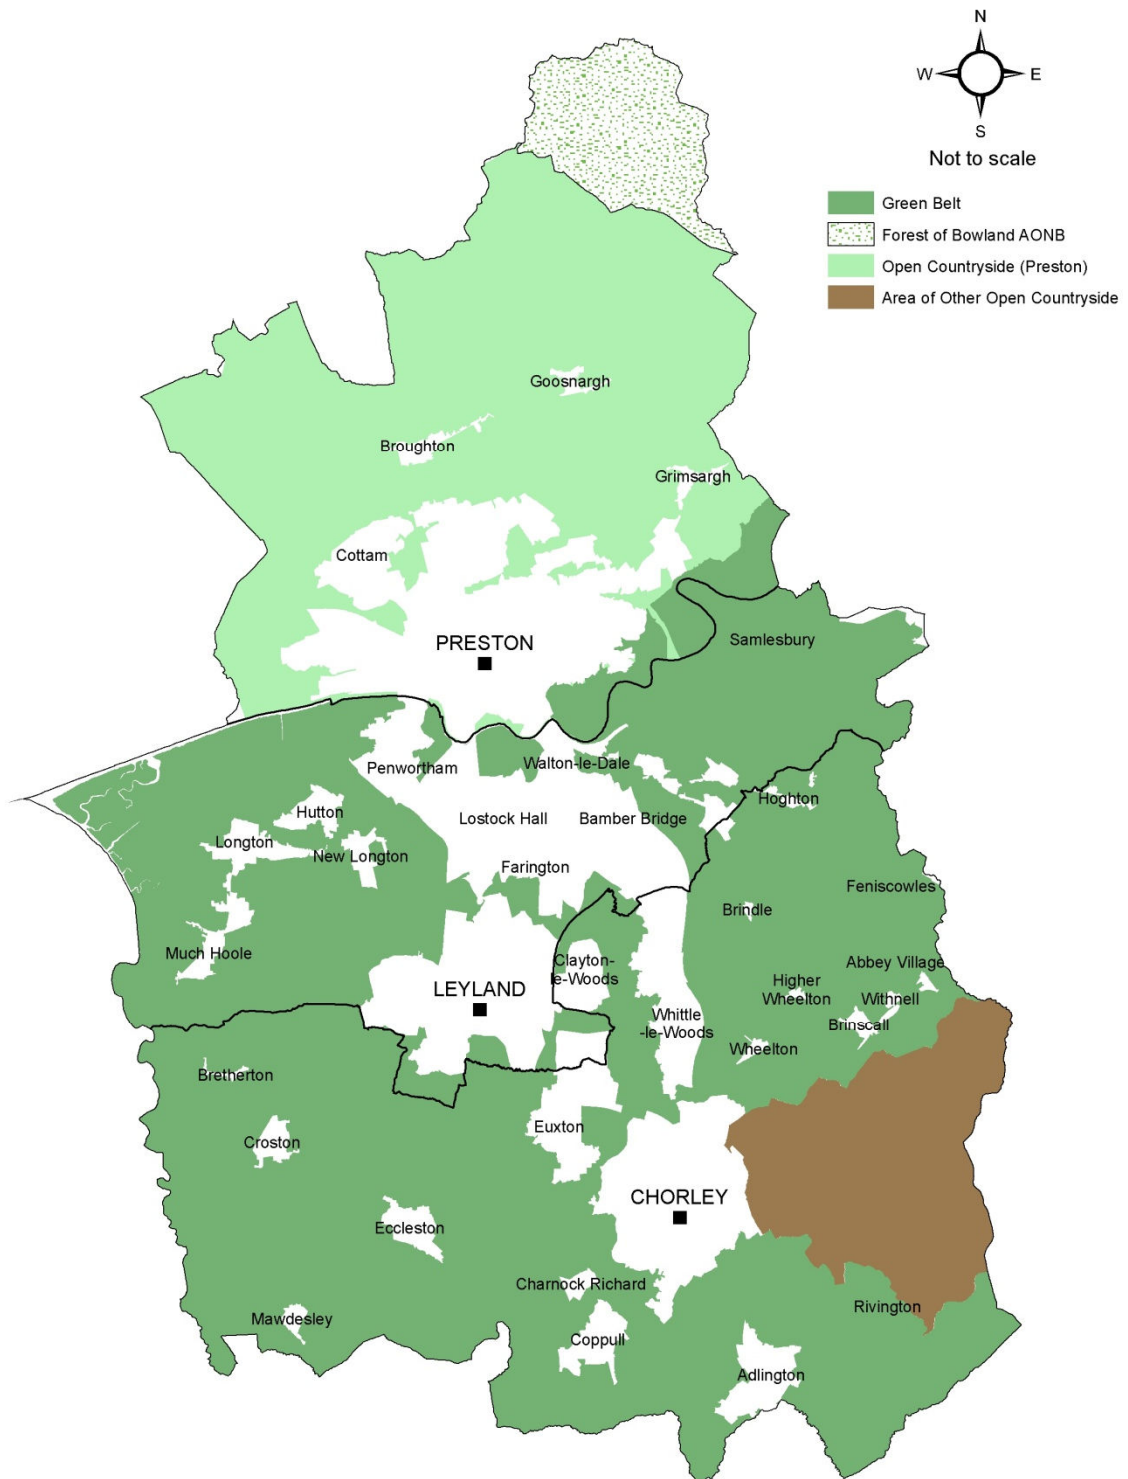 N
W
E
S
Not to scale
Green Belt
Forest of Bowland AONB
Open Countryside (Preston)
Area of Other Open Countryside
Goosnargh
Broughton
Grimsargh
Cottam
PRESTON
Samlesbury
Penwortham
Walton-le-Dale
Hutton
Hoghton
Lostock Hall
Bamber Bridge
Longton
New Longton
Farington
Feniscowles
Brindle
Much Hoole
Clayton-
le-Woods
Abbey Village
LEYLAND
Higher
Wheelton
Withnell
Whittle
-le-Woods
Brinscall
Wheelton
Bretherton
Euxton
Croston
CHORLEY
Eccleston
Charnock Richard
Rivington
Mawdesley
Coppull
Adlington